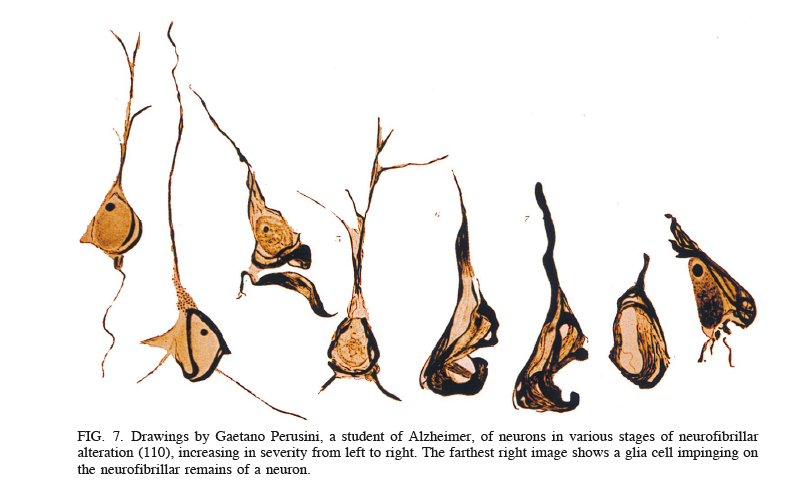 FIG. 7. Drawings by Gaetano Perusini, a student of Alzheimer, of neurons in various stages of neurofibrillar
alteration (110), increasing in severity from left to right. The farthest right image shows a glia cell impinging on
the neurofibrillar remains of a neuron.